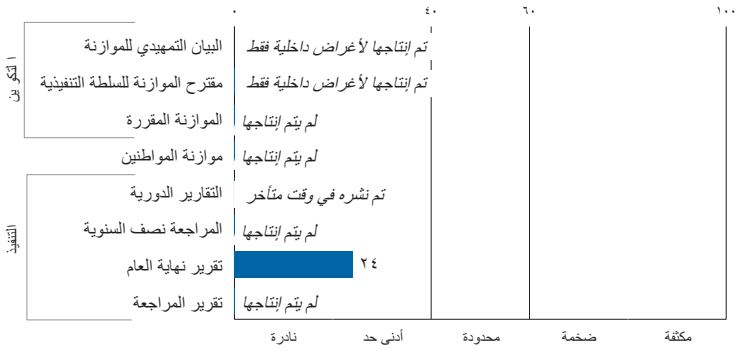 ٠ ٤٠ ٦٠ ١٠٠
التكوين
البيان التمهيدي للموازنة تم إنتاجها لأغراض داخلية فقط
مقترح الموازنة للسلطة التنفيذية تم إنتاجها لأغراض داخلية فقط
الموازنة المقررة لم يتم إنتاجها
موازنة المواطنين لم يتم إنتاجها
التنفيذ
التقارير الدورية تم نشره في وقت متأخر
المراجعة نصف السنوية لم يتم إنتاجها
تقرير نهاية العام ٢٤
تقرير المراجعة لم يتم إنتاجها
نادرة أدنى حد محدودة ضخمة مكثفة